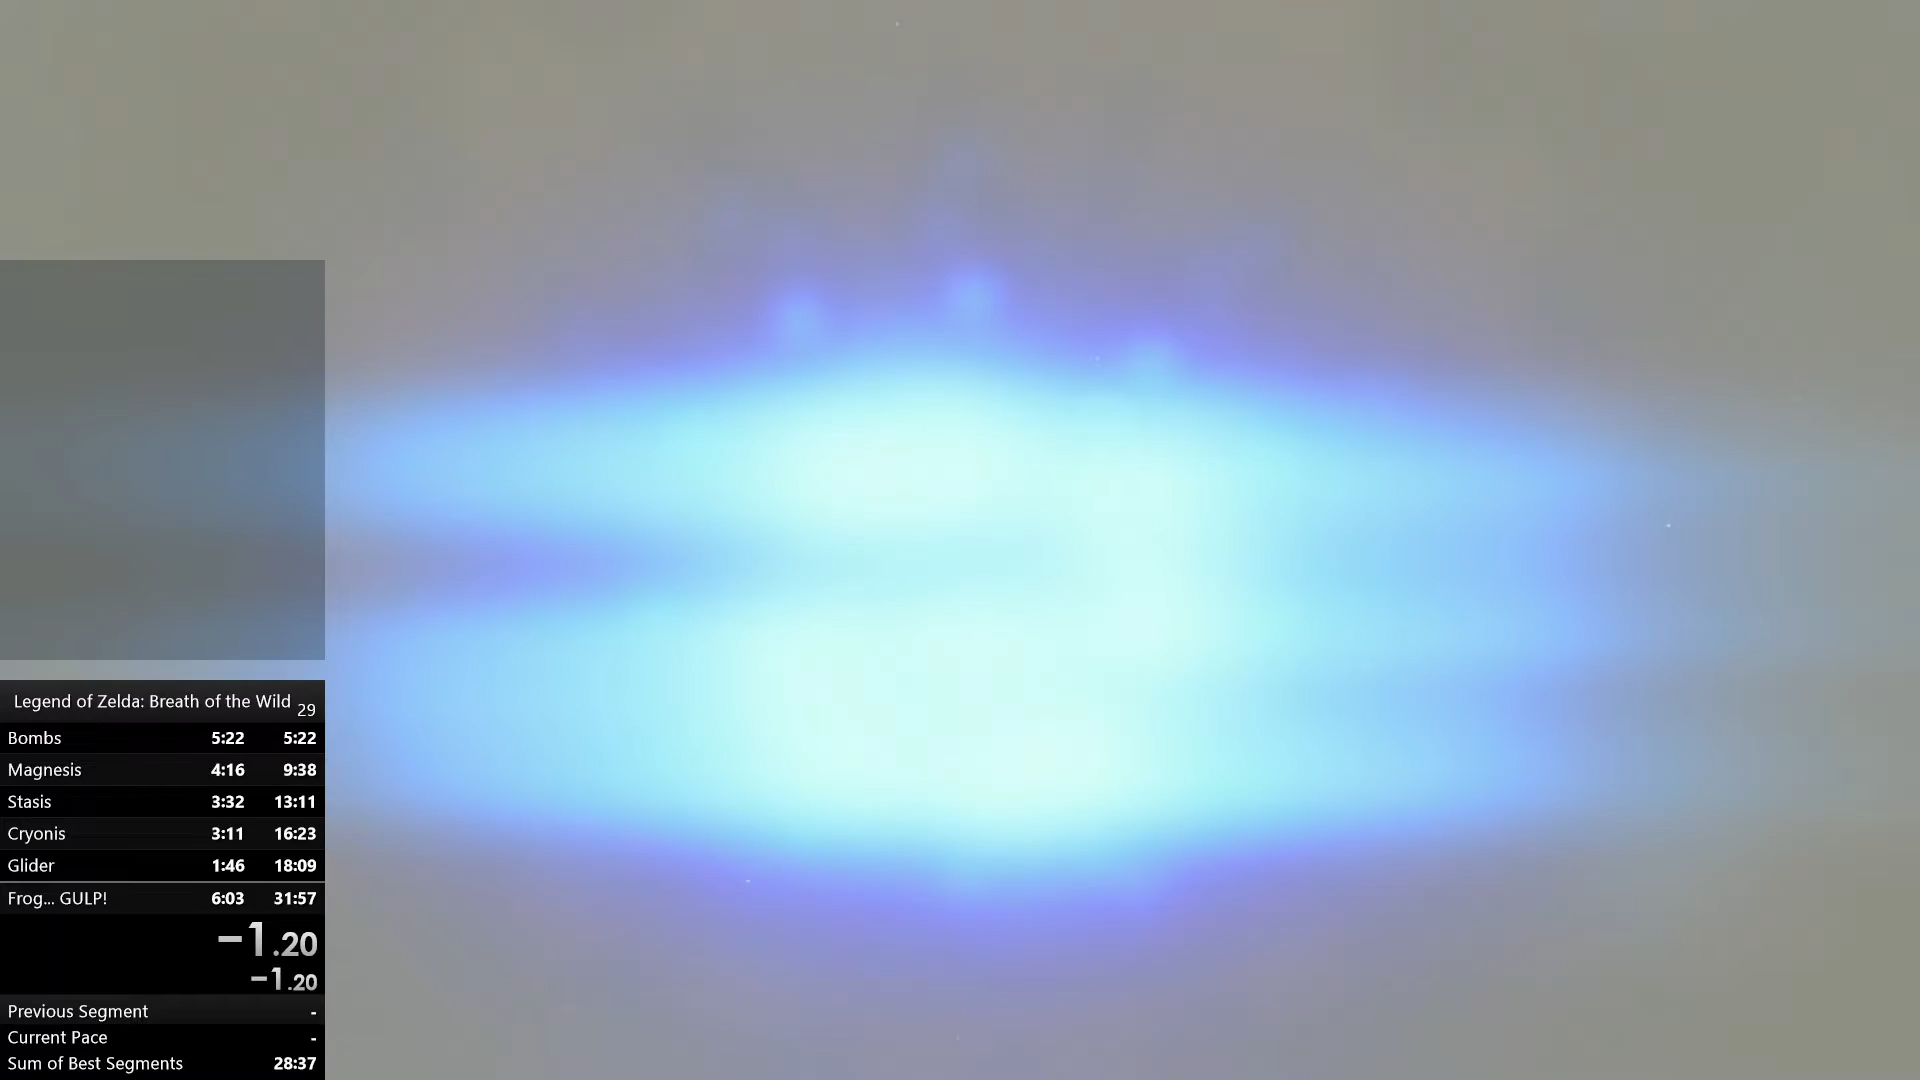 Legend of Zelda: Breath of the Wild 29
Bombs 5:22 5:22
Magnesis 4:16 9:38
Stasis 3:32 13:11
Cryonis 3:11 16:23
Glider 1:46 18:09
Frog... GULP! 6:03 31:57
−1.20
−1.20
Previous Segment -
Current Pace -
Sum of Best Segments 28:37